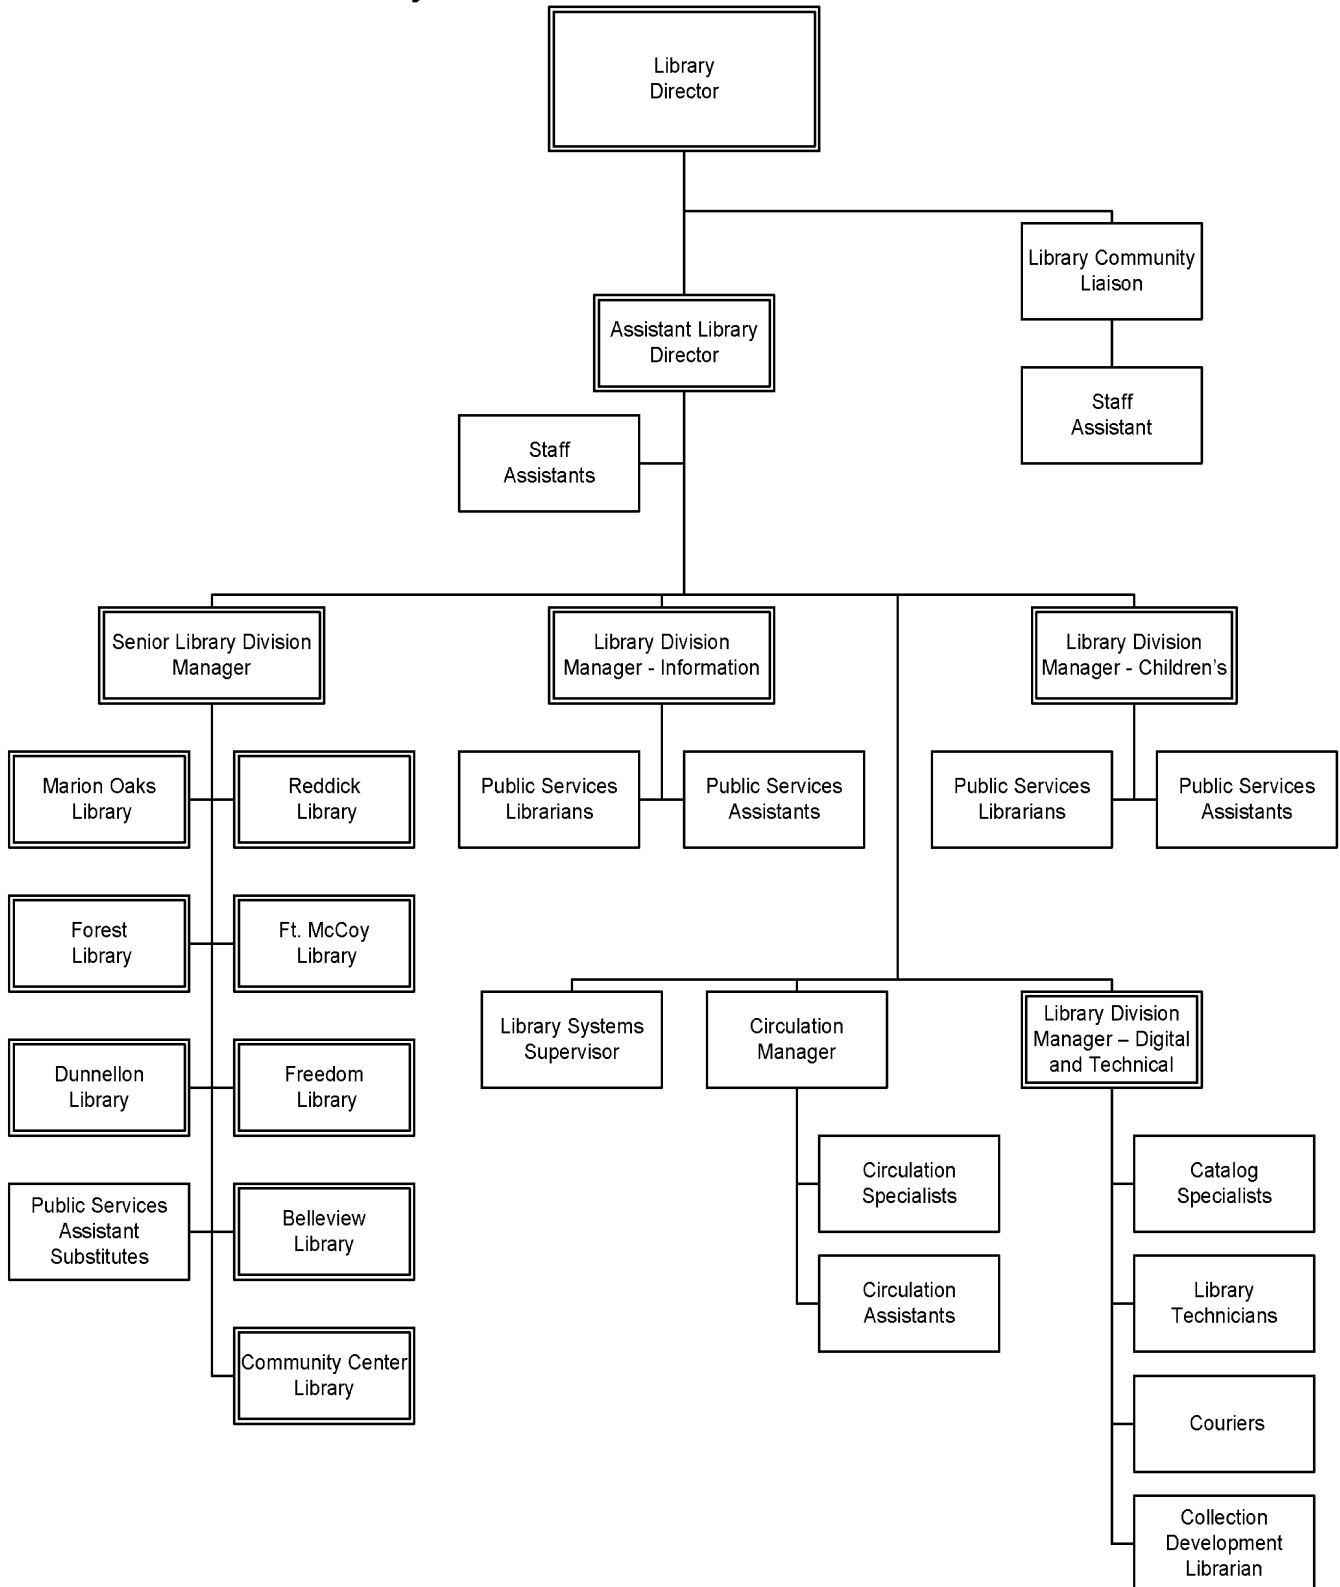 Library
Director
Library Community
Liaison
Assistant Library
Director
Staff
Assistant
Staff
Assistants
Senior Library Division
Manager
Library Division
Manager - Information
Library Division
Manager - Children's
Marion Oaks
Library
Reddick
Library
Public Services
Librarians
Public Services
Assistants
Public Services
Librarians
Public Services
Assistants
Forest
Library
Ft. McCoy
Library
Library Systems
Supervisor
Circulation
Manager
Library Division
Manager – Digital
and Technical
Dunnellon
Library
Freedom
Library
Circulation
Specialists
Catalog
Specialists
Public Services
Assistant
Substitutes
Belleview
Library
Circulation
Assistants
Library
Technicians
Community Center
Library
Couriers
Collection
Development
Librarian